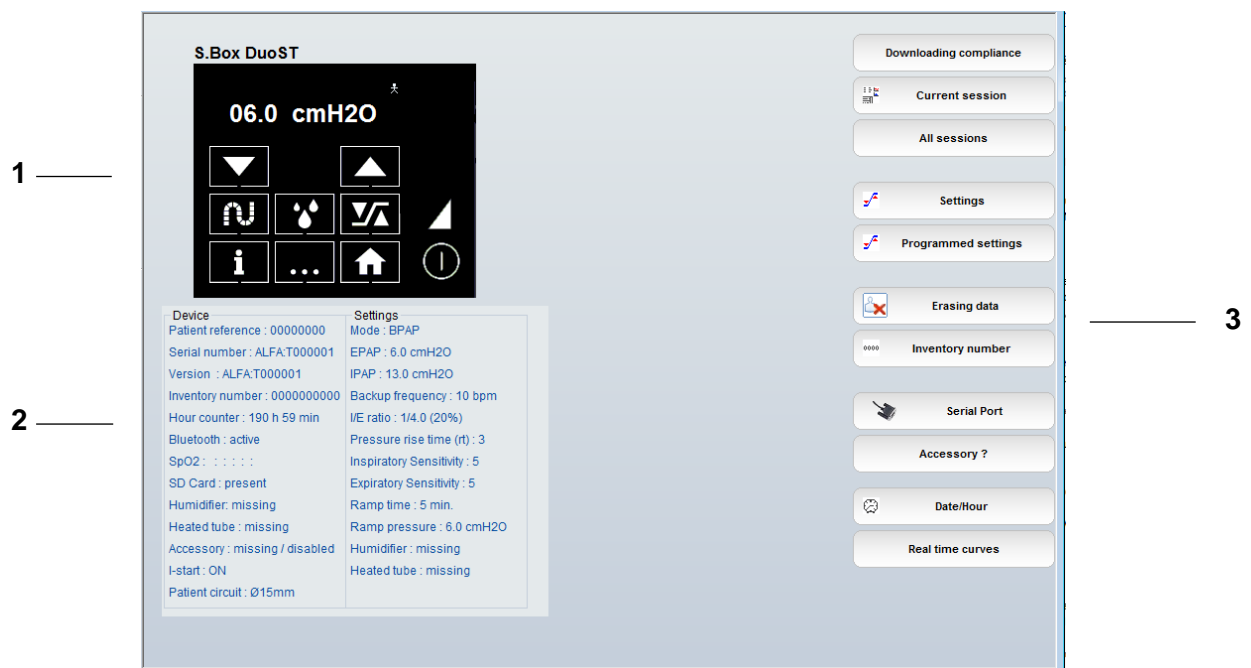 S.Box DuoST
06.0 cmH2O
i
...
1
2
3
Device
Patient reference : 00000000
Serial number : ALFA:T000001
Version : ALFA:T000001
Inventory number : 0000000000
Hour counter : 190 h 59 min
Bluetooth : active
SpO2 : : : : : :
SD Card : present
Humidifier: missing
Heated tube : missing
Accessory : missing / disabled
I-start : ON
Patient circuit : Ø15mm
Settings
Mode : BPAP
EPAP : 6.0 cmH2O
IPAP : 13.0 cmH2O
Backup frequency : 10 bpm
I/E ratio : 1/4.0 (20%)
Pressure rise time (rt) : 3
Inspiratory Sensitivity : 5
Expiratory Sensitivity : 5
Ramp time : 5 min.
Ramp pressure : 6.0 cmH2O
Humidifier : missing
Heated tube : missing
Downloading compliance
Current session
All sessions
Settings
Programmed settings
Erasing data
0000 Inventory number
Serial Port
Accessory ?
Date/Hour
Real time curves